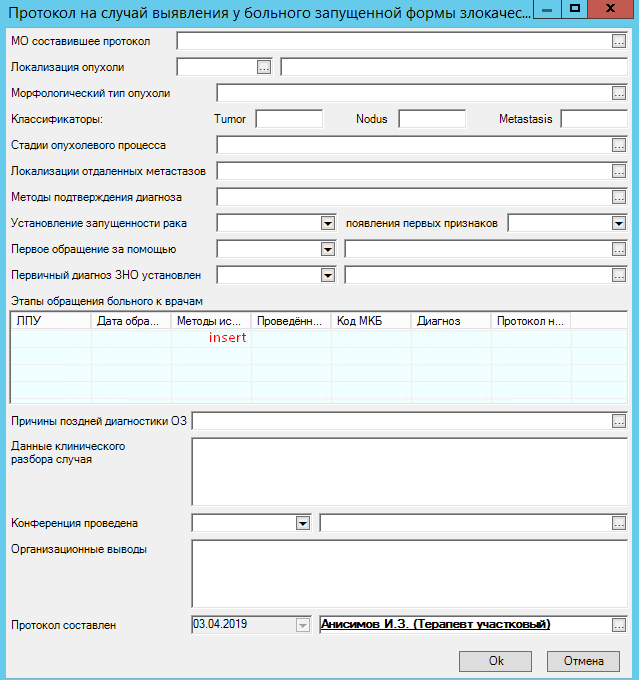 Протокол на случай выявления у больного запущенной формы злокачес...
МО составившее протокол
...
Локализация опухоли
...
Морфологический тип опухоли
...
Классификаторы: Tumor Nodus Metastasis
Стадии опухолевого процесса
...
Локализации отдаленных метастазов
...
Методы подтверждения диагноза
...
Установление запущенности рака появления первых признаков
Первое обращение за помощью
...
Первичный диагноз ЗНО установлен
...
Этапы обращения больного к врачам
ЛПУ Дата обра... Методы ис... Проведённ... Код МКБ Диагноз Протокол н...
insert
Причины поздней диагностики ОЗ
...
Данные клинического
разбора случая
Конференция проведена
...
Организационные выводы
Протокол составлен 03.04.2019 Анисимов И.З. (Терапевт участковый)
...
Ok Отмена